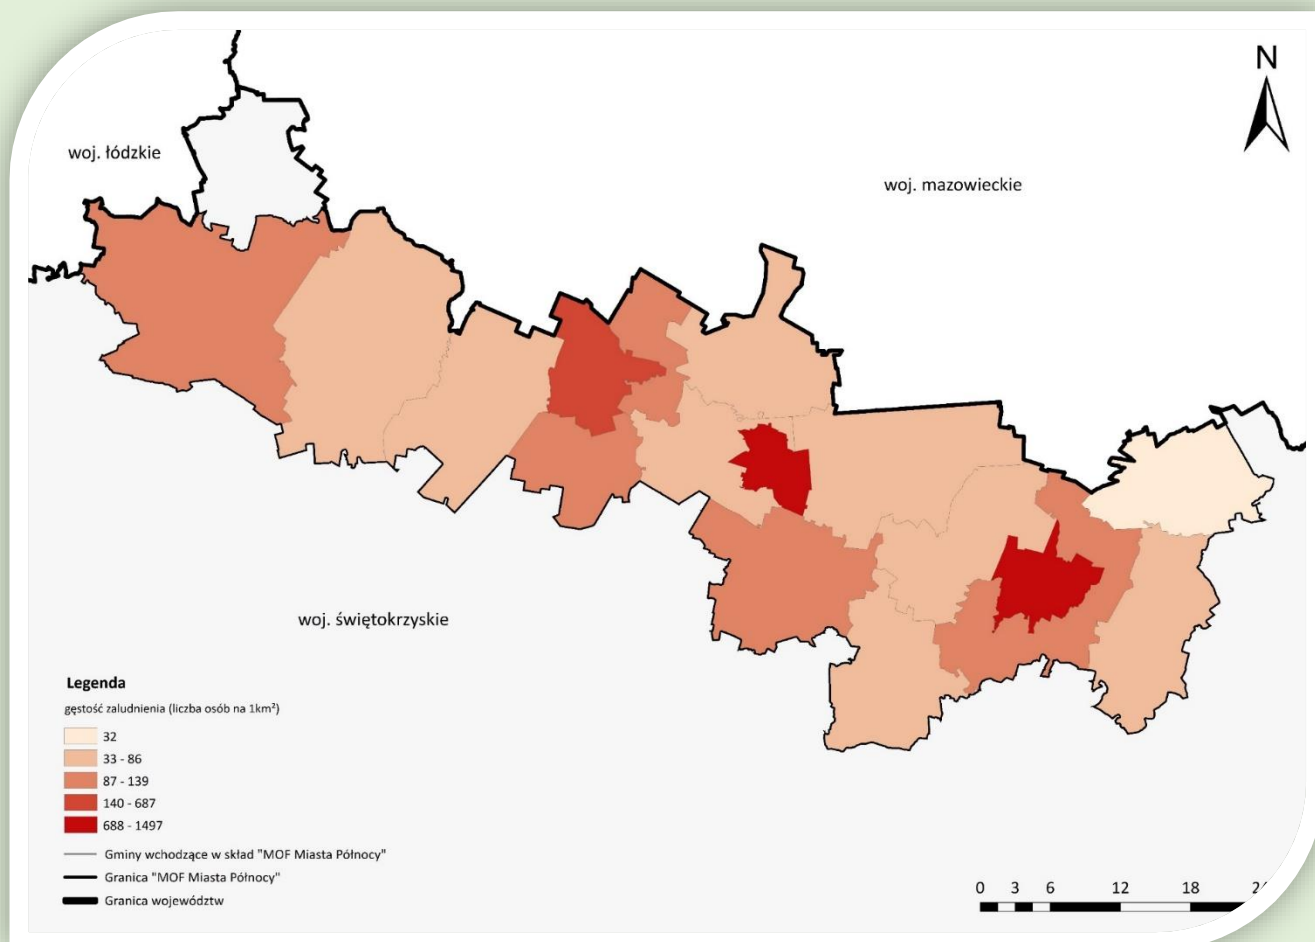 N
woj. łódzkie
woj. mazowieckie
woj. świętokrzyskie
Legenda
gęstość zaludnienia (liczba osób na 1km²)
32
33 - 86
87 - 139
140 - 687
688 - 1497
Gminy wchodzące w skład "MOF Miasta Północy"
Granica "MOF Miasta Północy"
Granica województw
0 3 6 12 18